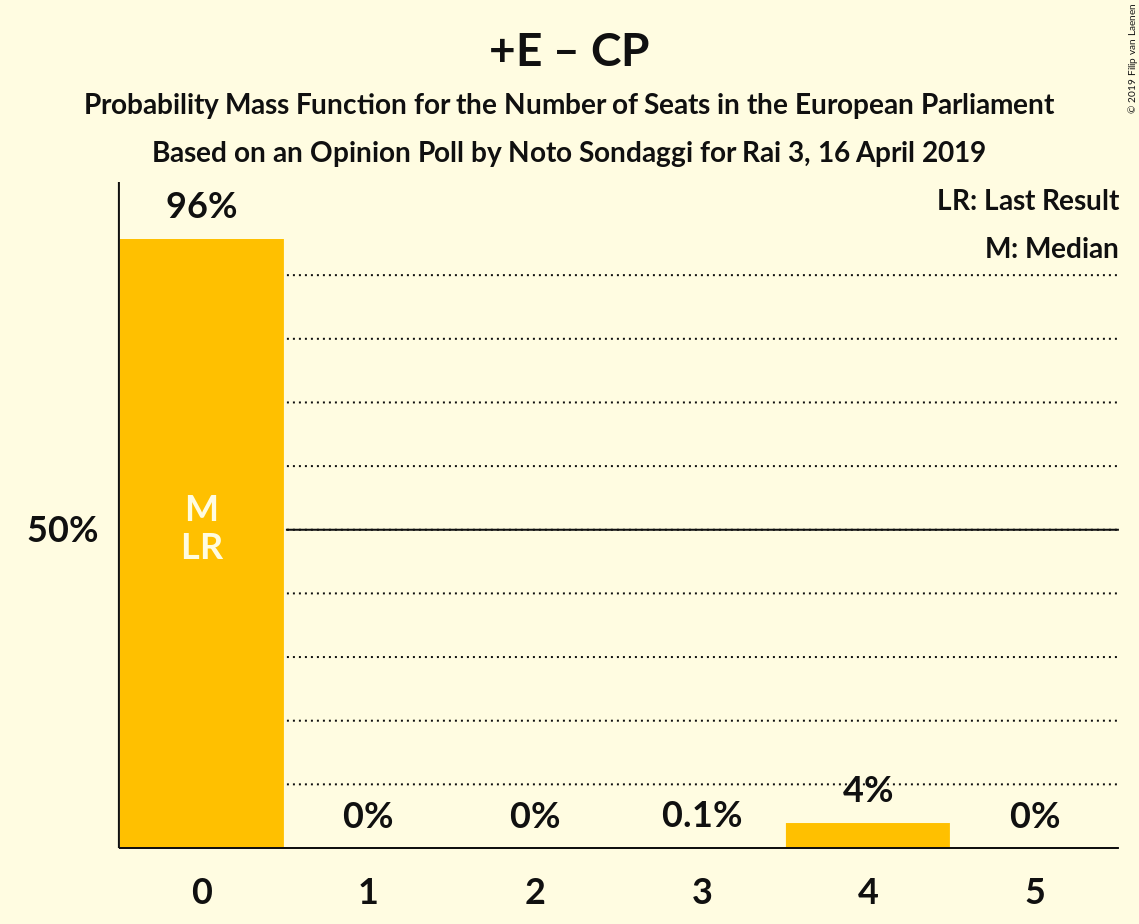 +E – CP
Probability Mass Function for the Number of Seats in the European Parliament
Based on an Opinion Poll by Noto Sondaggi for Rai 3, 16 April 2019
© 2019 Filip van Laenen
LR: Last Result
M: Median
96%
M
LR
50%
0%
0%
0.1%
4%
0%
0
1
2
3
4
5